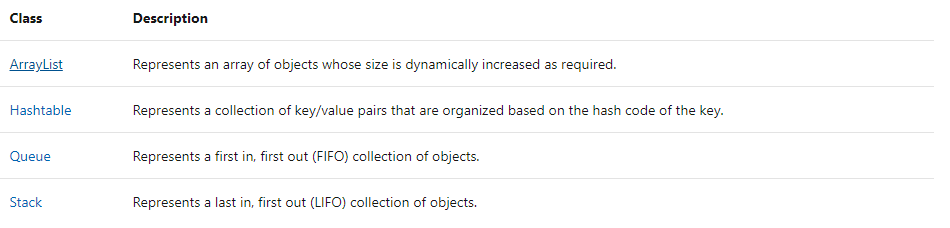 Class Description
ArrayList Represents an array of objects whose size is dynamically increased as required.
Hashtable Represents a collection of key/value pairs that are organized based on the hash code of the key.
Queue Represents a first in, first out (FIFO) collection of objects.
Stack Represents a last in, first out (LIFO) collection of objects.